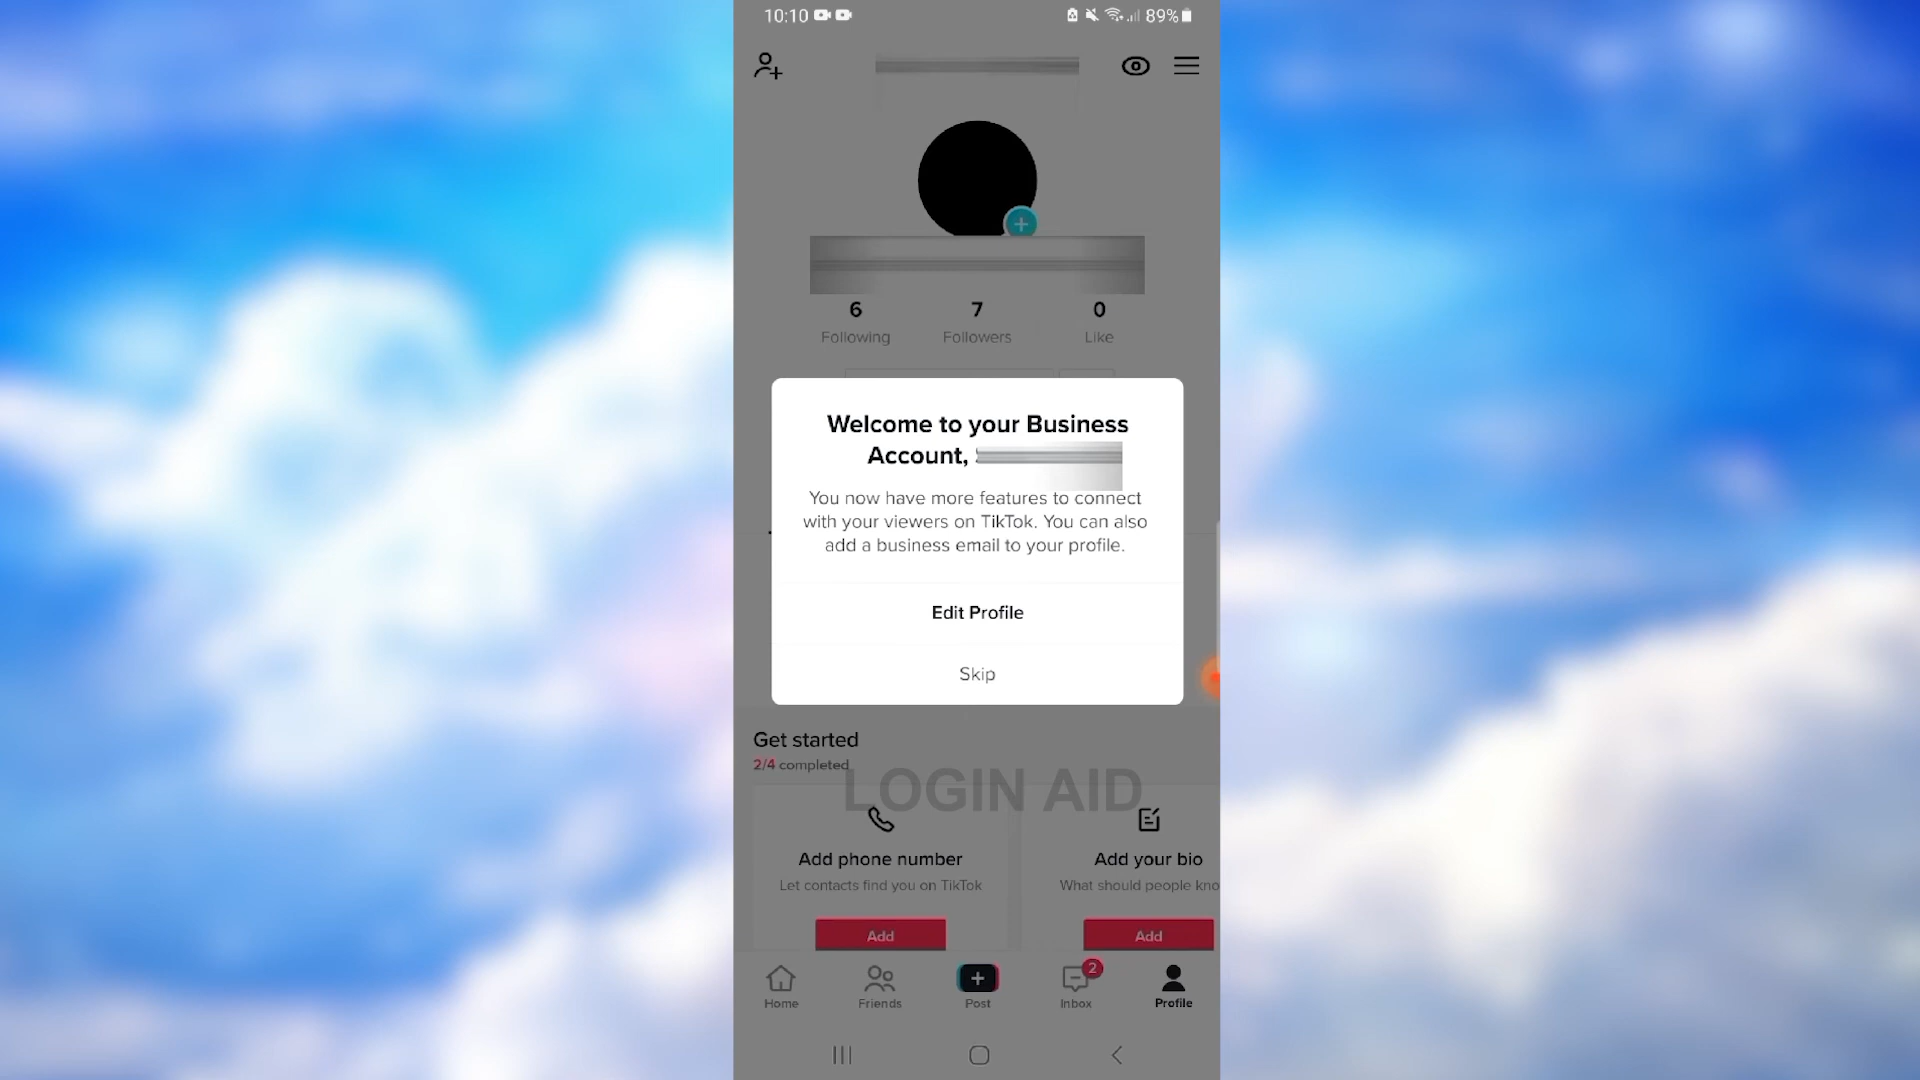 10:10
89%
6
7
0
Following
Followers
Like
Welcome to your Business
Account,
You now have more features to connect
with your viewers on TikTok. You can also
add a business email to your profile.
Edit Profile
Skip
Get started
2/4 completed
LOGIN AID
Add phone number
Let contacts find you on TikTok
Add
Add your bio
What should people kno
Add
Home
Friends
Post
2
Inbox
Profile